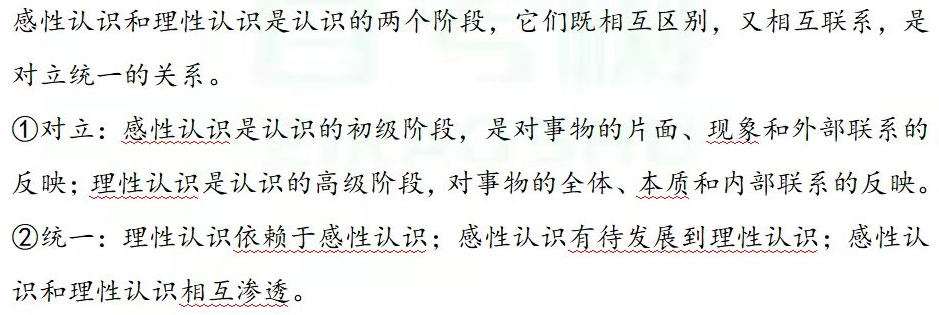 感性认识和理性认识是认识的两个阶段，它们既相互区别，又相互联系，是
对立统一的关系。
①对立：感性认识是认识的初级阶段，是对事物的片面、现象和外部联系的
反映；理性认识是认识的高级阶段，对事物的全体、本质和内部联系的反映。
②统一：理性认识依赖于感性认识；感性认识有待发展到理性认识；感性认
识和理性认识相互渗透。